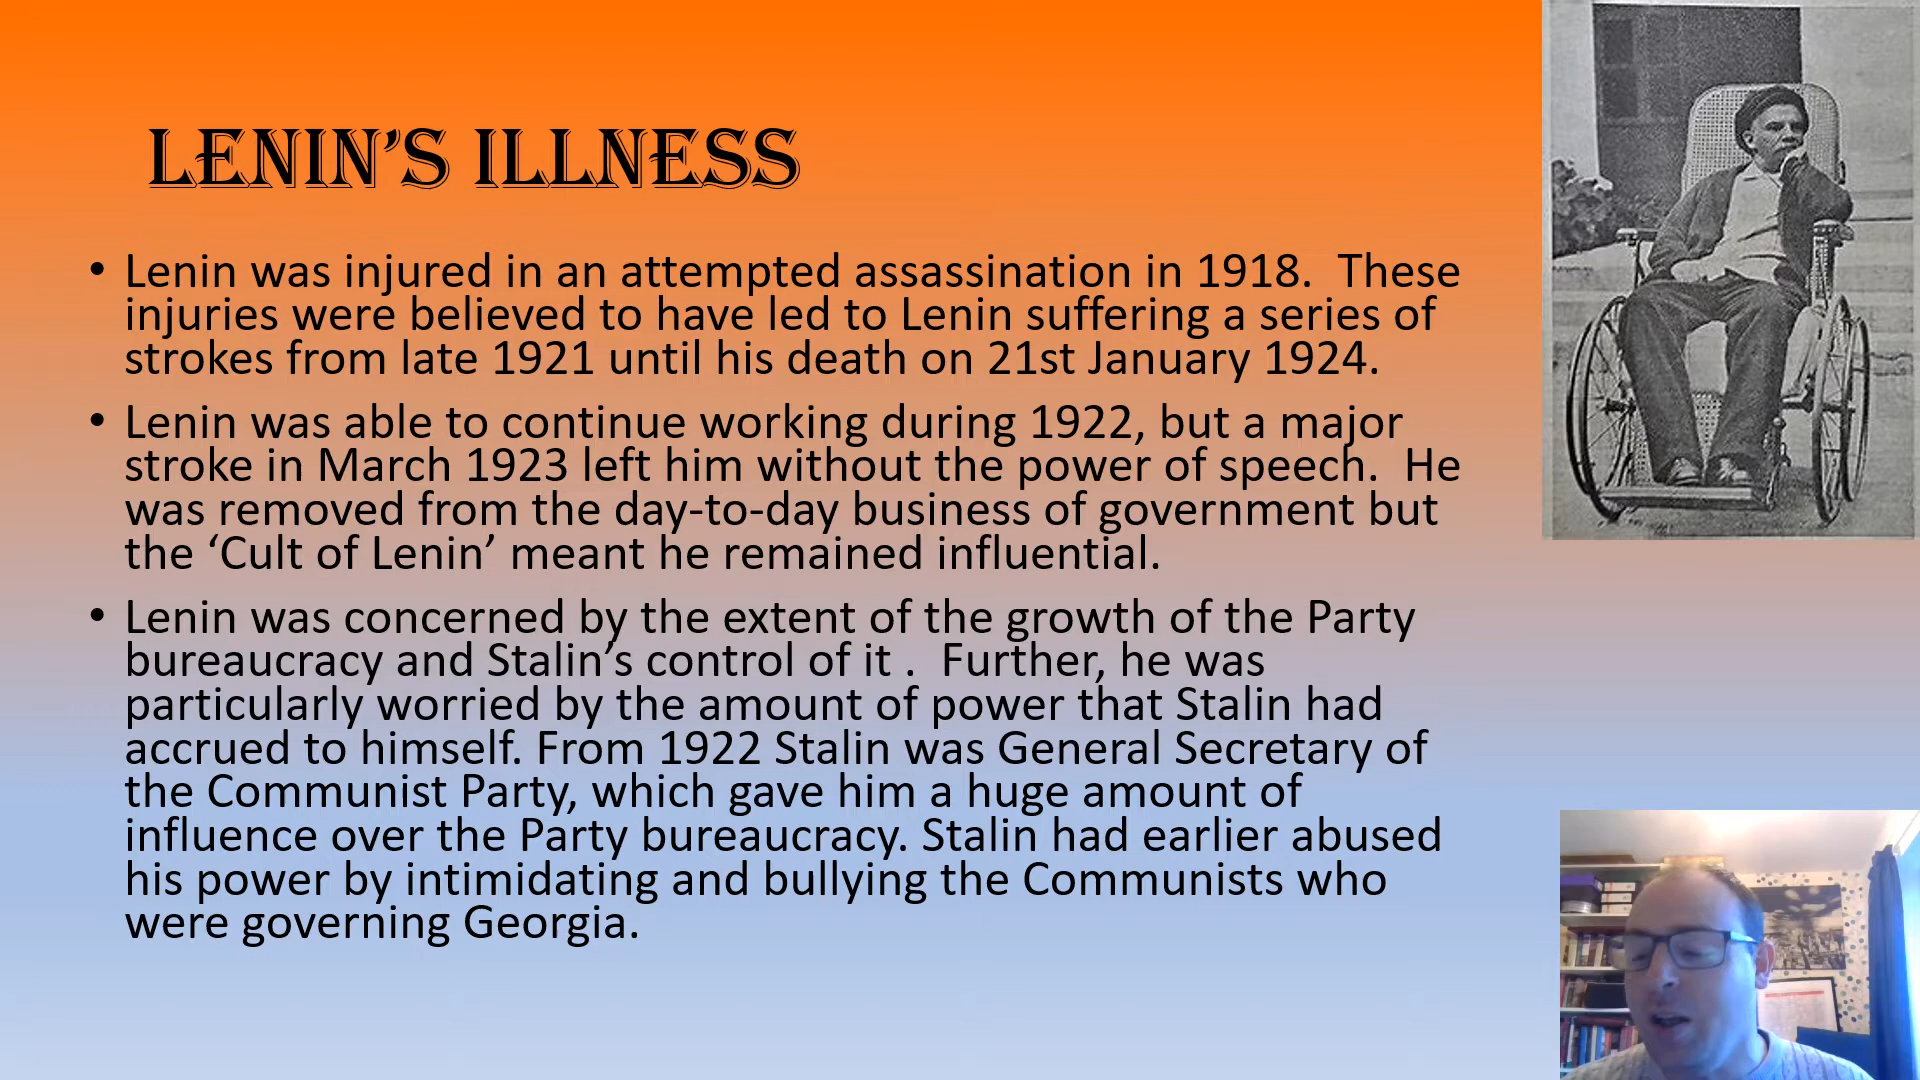 LENIN’S ILLNESS
• Lenin was injured in an attempted assassination in 1918.  These
injuries were believed to have led to Lenin suffering a series of
strokes from late 1921 until his death on 21st January 1924.
• Lenin was able to continue working during 1922, but a major
stroke in March 1923 left him without the power of speech.  He
was removed from the day-to-day business of government but
the ‘Cult of Lenin’ meant he remained influential.
• Lenin was concerned by the extent of the growth of the Party
bureaucracy and Stalin’s control of it .  Further, he was
particularly worried by the amount of power that Stalin had
accrued to himself. From 1922 Stalin was General Secretary of
the Communist Party, which gave him a huge amount of
influence over the Party bureaucracy. Stalin had earlier abused
his power by intimidating and bullying the Communists who
were governing Georgia.